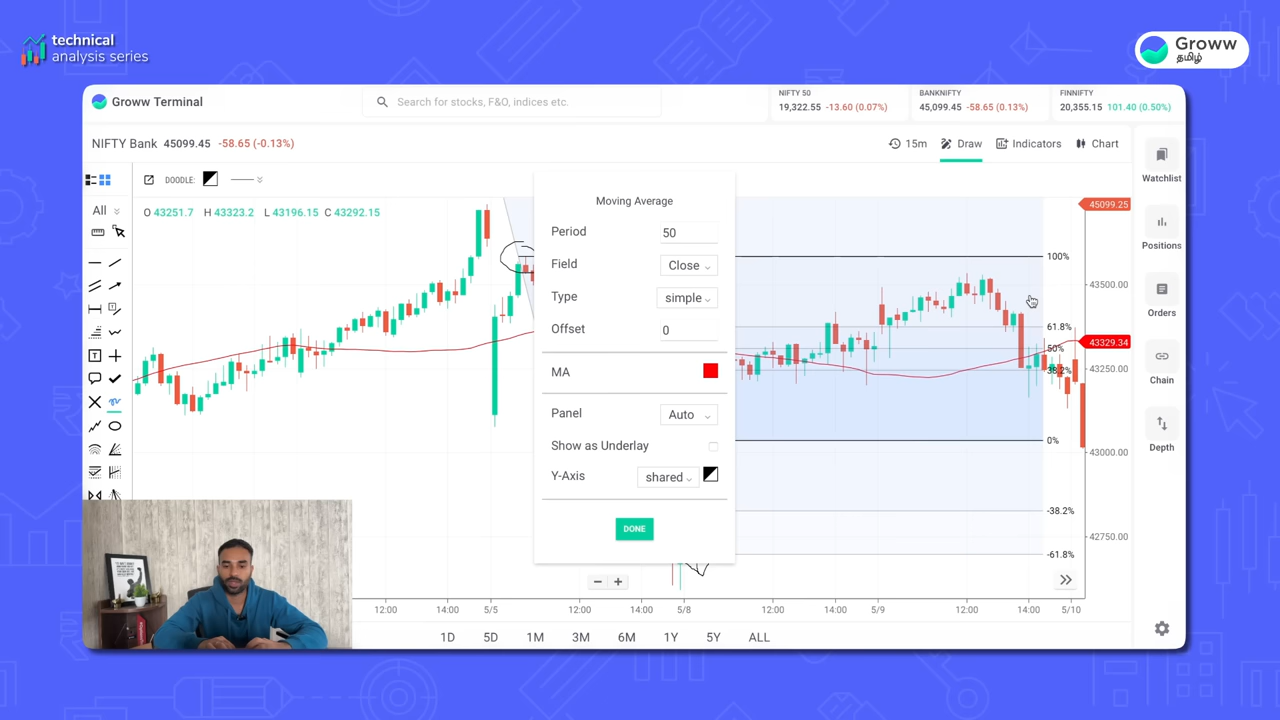 technical
analysis series
Groww
தமிழ்
Groww Terminal
Search for stocks, F&O, indices etc.
NIFTY 50
19,322.55 -13.60 (0.07%)
BANKNIFTY
45,099.45 -58.65 (0.13%)
FINNIFTY
20,355.15 101.40 (0.50%)
NIFTY Bank 45099.45 -58.65 (-0.13%)
15m
Draw
Indicators
Chart
DOODLE:
All
O 43251.7 H 43323.2 L 43196.15 C 43292.15
Moving Average
Period 50
Field Close
Type simple
Offset 0
MA
Panel Auto
Show as Underlay
Y-Axis shared
DONE
100%
61.8%
50%
38.2%
0%
-38.2%
-61.8%
45099.25
43500.00
43329.34
43250.00
43000.00
42750.00
Watchlist
Positions
Orders
Chain
Depth
12:00 14:00 5/5 12:00 14:00 5/8 12:00 14:00 5/9 12:00 14:00 5/10
1D 5D 1M 3M 6M 1Y 5Y ALL